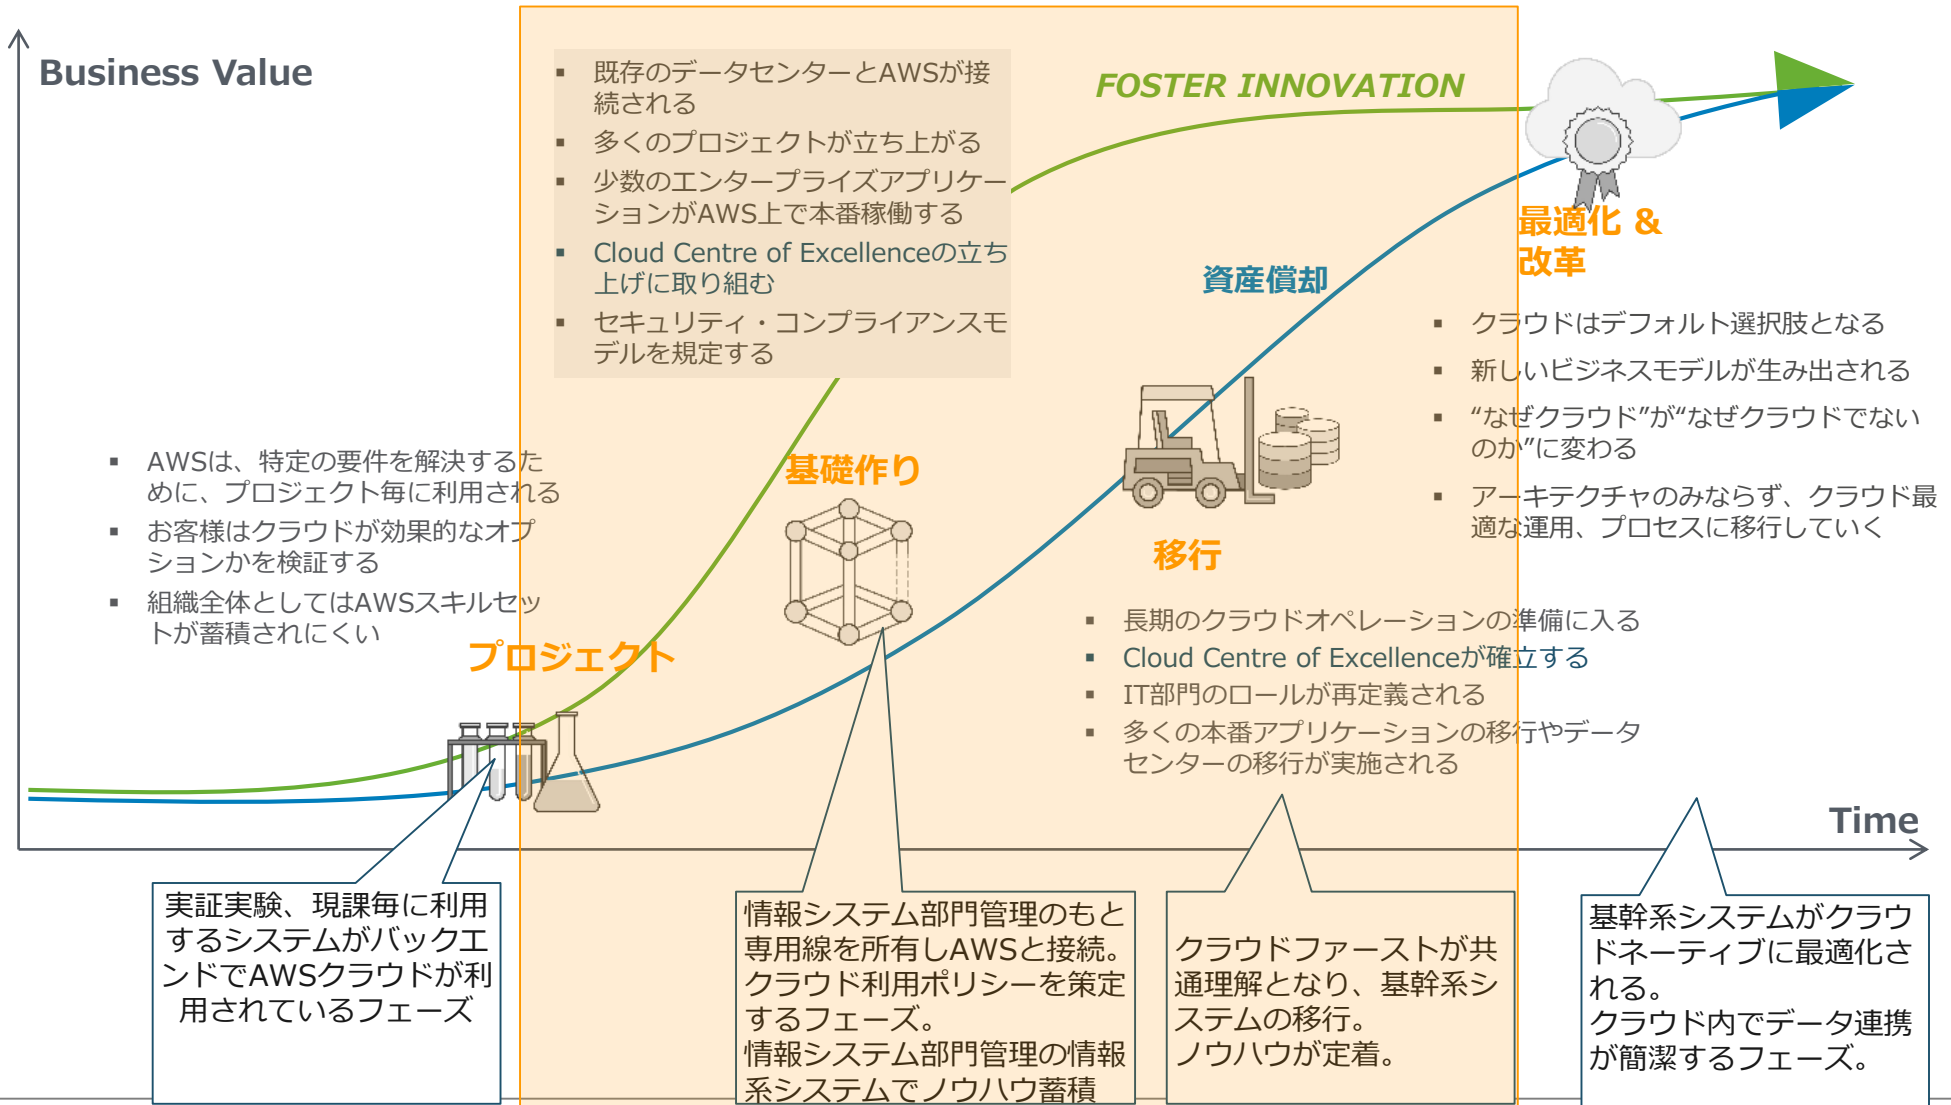 Business Value
▪ 既存のデータセンターとAWSが接
続される
▪ 多くのプロジェクトが立ち上がる
▪ 少数のエンタープライズアプリケー
ションがAWS上で本番稼働する
▪ Cloud Centre of Excellenceの立ち
上げに取り組む
▪ セキュリティ・コンプライアンスモ
デルを規定する
FOSTER INNOVATION
資産償却
最適化 &
改革
▪ クラウドはデフォルト選択肢となる
▪ 新しいビジネスモデルが生み出される
▪ “なぜクラウド”が“なぜクラウドでない
のか”に変わる
▪ アーキテクチャのみならず、クラウド最
適な運用、プロセスに移行していく
▪ AWSは、特定の要件を解決するた
めに、プロジェクト毎に利用される
▪ お客様はクラウドが効果的なオプ
ションかを検証する
▪ 組織全体としてはAWSスキルセッ
トが蓄積されにくい
プロジェクト
基礎作り
移行
▪ 長期のクラウドオペレーションの準備に入る
▪ Cloud Centre of Excellenceが確立する
▪ IT部門のロールが再定義される
▪ 多くの本番アプリケーションの移行やデータ
センターの移行が実施される
Time
実証実験、現課毎に利用
するシステムがバックエ
ンドでAWSクラウドが利
用されているフェーズ
情報システム部門管理のもと
専用線を所有しAWSと接続。
クラウド利用ポリシーを策定
するフェーズ。
情報システム部門管理の情報
系システムでノウハウ蓄積
クラウドファーストが共
通理解となり、基幹系シ
ステムの移行。
ノウハウが定着。
基幹系システムがクラウ
ドネーティブに最適化さ
れる。
クラウド内でデータ連携
が簡潔するフェーズ。